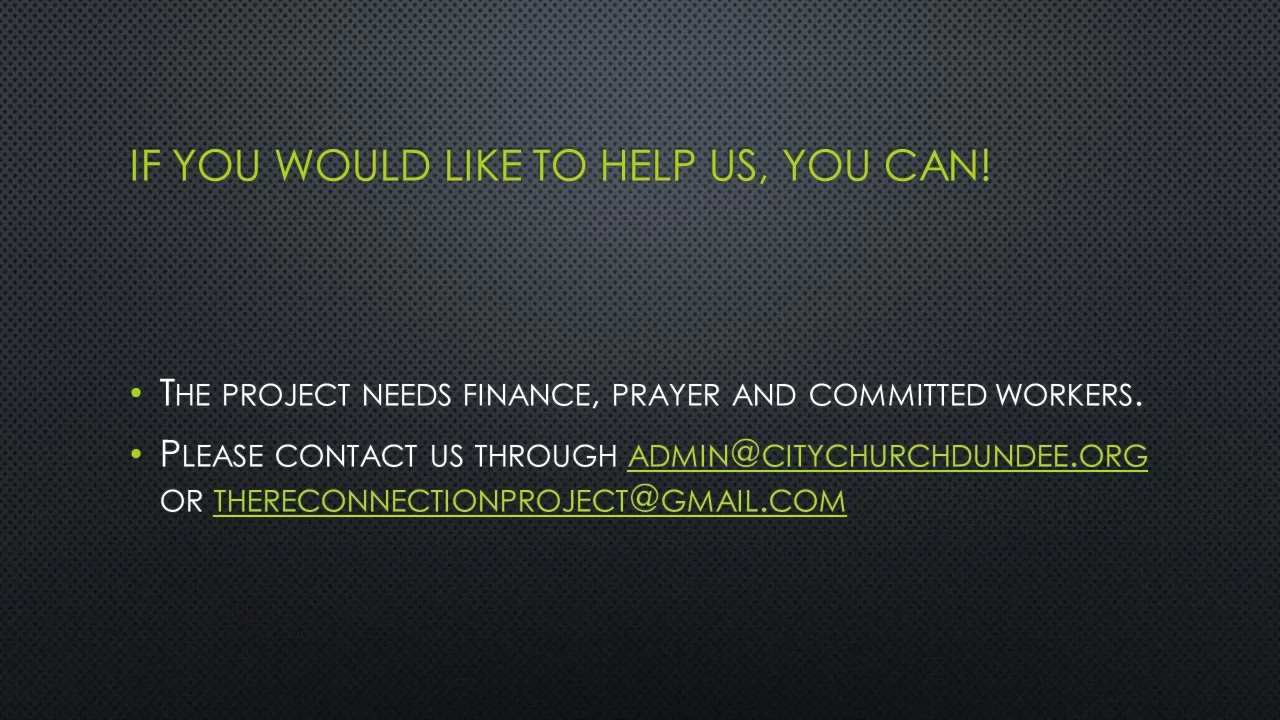 IF YOU WOULD LIKE TO HELP US, YOU CAN!
• The project needs finance, prayer and committed workers.
• Please contact us through admin@citychurchdundee.org
or thereconnectionproject@gmail.com